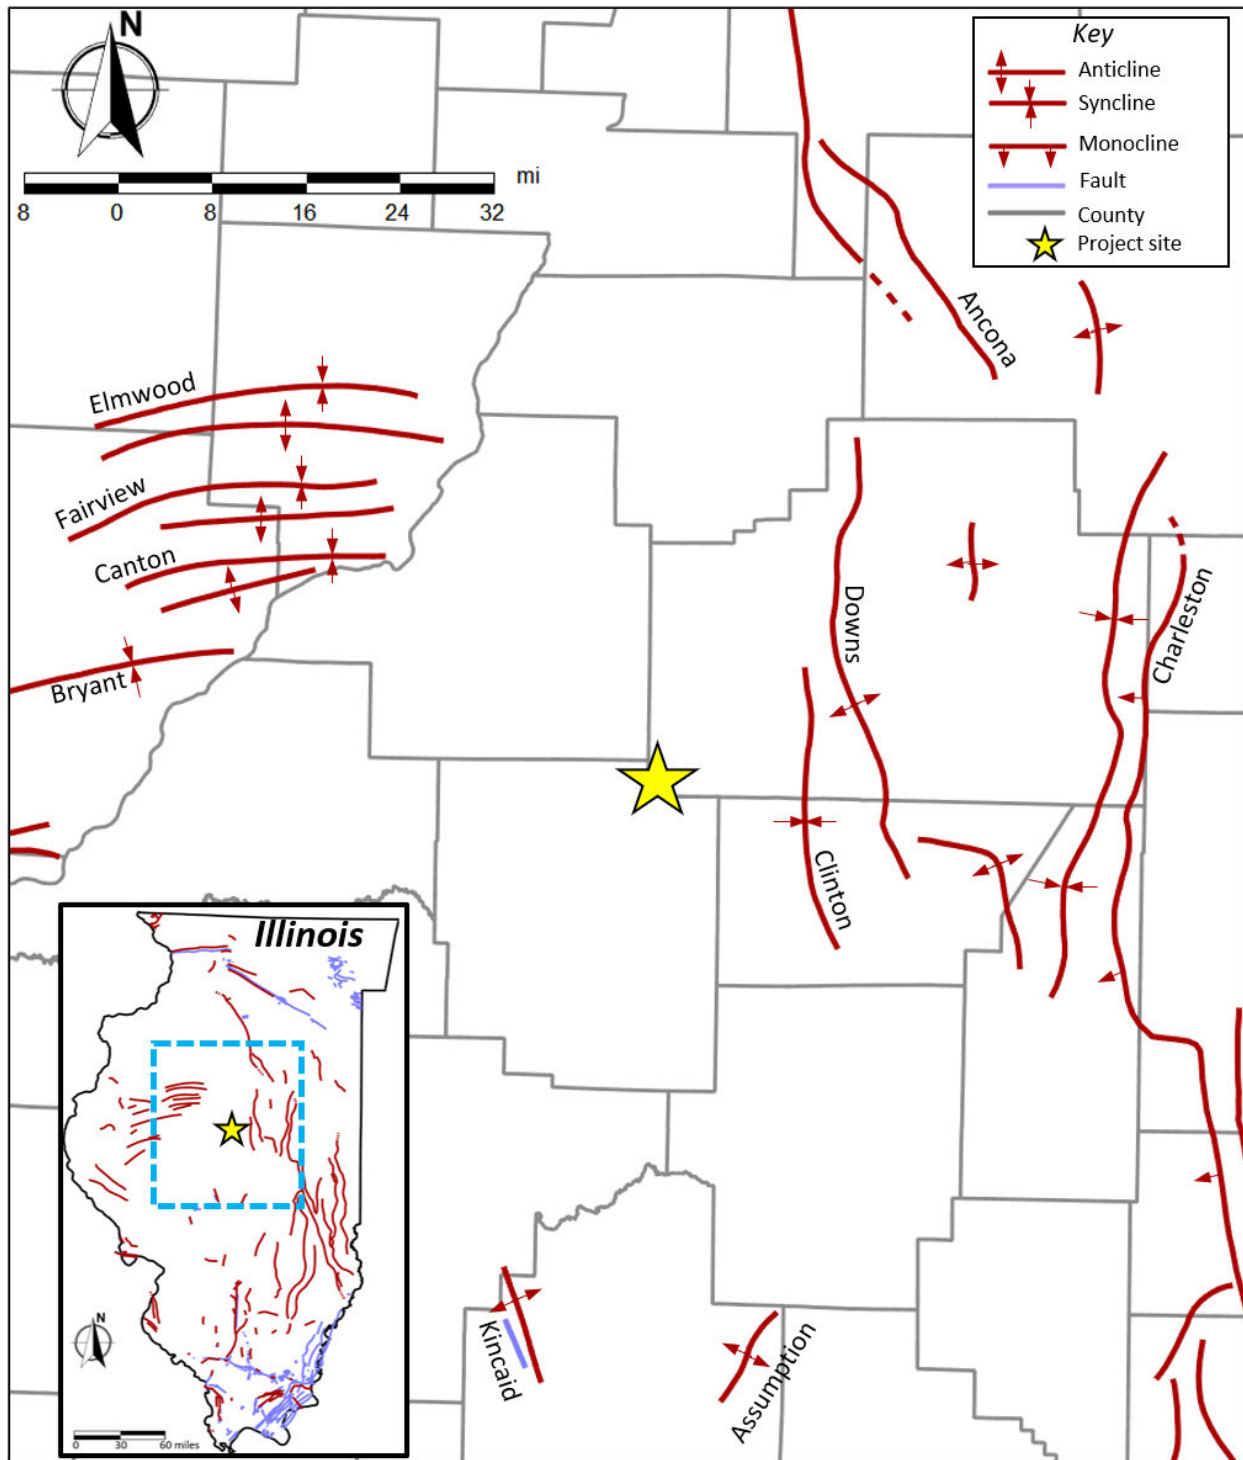 N
mi
8 0 8 16 24 32
Key
Anticline
Syncline
Monocline
Fault
County
Project site
Ancona
Elmwood
Fairview
Canton
Bryant
Downs
Charleston
Clinton
Illinois
N
0 30 60 miles
Kincaid
Assumption